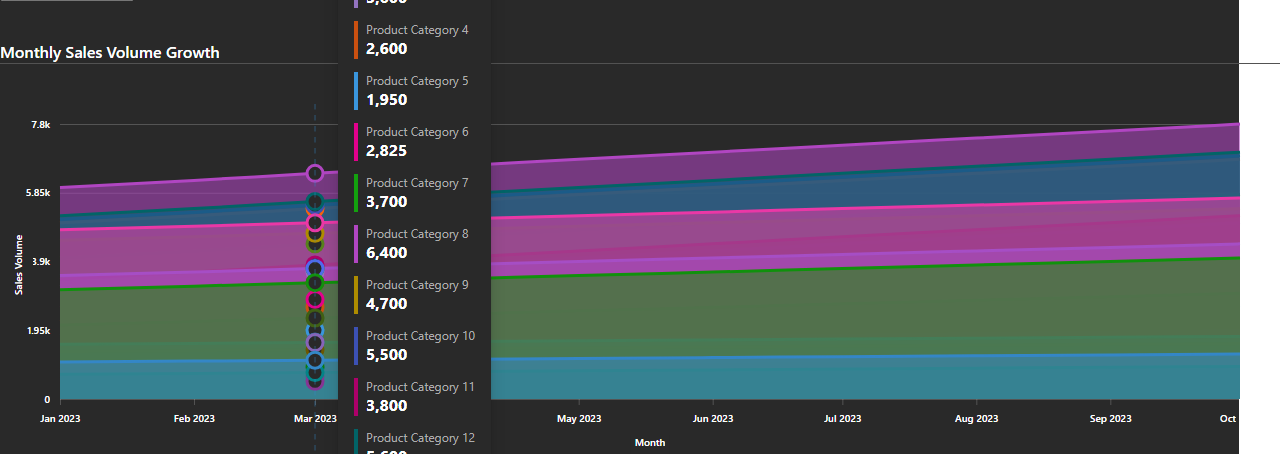 Product Category 4
2,600
Monthly Sales Volume Growth
Product Category 5
1,950
Product Category 6
2,825
Product Category 7
3,700
Product Category 8
6,400
Product Category 9
4,700
Product Category 10
5,500
Product Category 11
3,800
Product Category 12
7.8k
5.85k
3.9k
1.95k
0
Sales Volume
Jan 2023
Feb 2023
Mar 2023
May 2023
Jun 2023
Jul 2023
Aug 2023
Sep 2023
Oct
Month